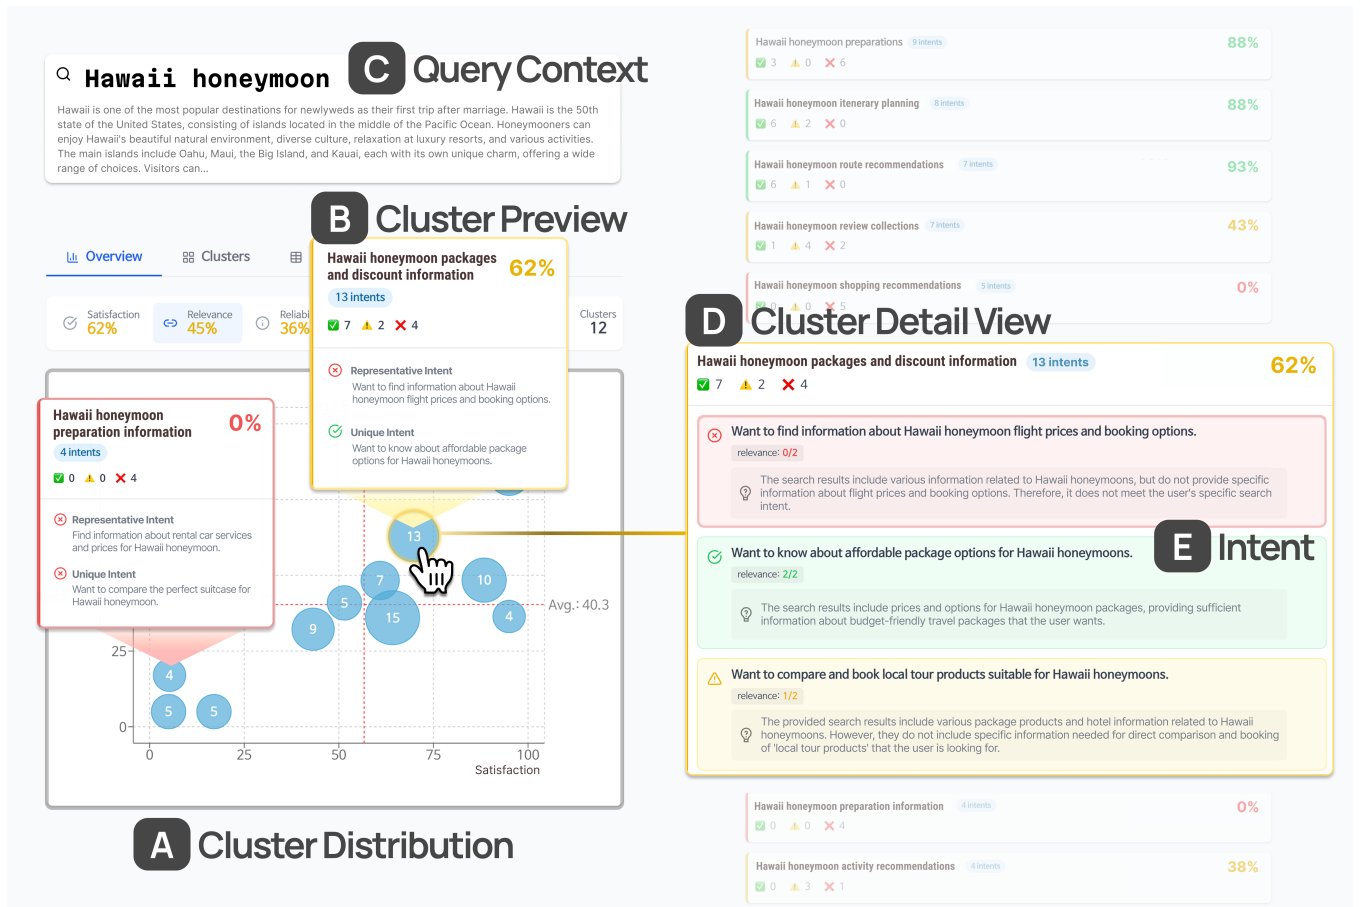 C Query Context
Hawaii honeymoon
Hawaii is one of the most popular destinations for newlyweds as their first trip after marriage. Hawaii is the 50th
state of the United States, consisting of islands located in the middle of the Pacific Ocean. Honeymooners can
enjoy Hawaii's beautiful natural environment, diverse culture, relaxation at luxury resorts, and various activities.
The main islands include Oahu, Maui, the Big Island, and Kauai, each with its own unique charm, offering a wide
range of choices. Visitors can...
B Cluster Preview
Overview
Clusters
Satisfaction
62%
Relevance
45%
Reliabi
36%
Clusters
12
Hawaii honeymoon packages
and discount information
62%
13 intents
7 2 4
Representative Intent
Want to find information about Hawaii
honeymoon flight prices and booking options.
Unique Intent
Want to know about affordable package
options for Hawaii honeymoons.
Hawaii honeymoon
preparation information
0%
4 intents
0 0 4
Representative Intent
Find information about rental car services
and prices for Hawaii honeymoon.
Unique Intent
Want to compare the perfect suitcase for
Hawaii honeymoon.
13
7
10
5
15
4
9
4
5
5
Avg.: 40.3
25
0
0 25 50 75 100
Satisfaction
A Cluster Distribution
Hawaii honeymoon preparations 9 intents 88%
3 0 6
Hawaii honeymoon itenerary planning 8 intents 88%
6 2 0
Hawaii honeymoon route recommendations 7 intents 93%
6 1 0
Hawaii honeymoon review collections 7 intents 43%
1 4 2
Hawaii honeymoon shopping recommendations 5 intents 0%
0 0 5
D Cluster Detail View
Hawaii honeymoon packages and discount information 13 intents 62%
7 2 4
Want to find information about Hawaii honeymoon flight prices and booking options.
relevance: 0/2
The search results include various information related to Hawaii honeymoons, but do not provide specific
information about flight prices and booking options. Therefore, it does not meet the user's specific search
intent.
E Intent
Want to know about affordable package options for Hawaii honeymoons.
relevance: 2/2
The search results include prices and options for Hawaii honeymoon packages, providing sufficient
information about budget-friendly travel packages that the user wants.
Want to compare and book local tour products suitable for Hawaii honeymoons.
relevance: 1/2
The provided search results include various package products and hotel information related to Hawaii
honeymoons. However, they do not include specific information needed for direct comparison and booking
of 'local tour products' that the user is looking for.
Hawaii honeymoon preparation information 4 intents 0%
0 0 4
Hawaii honeymoon activity recommendations 4 intents 38%
0 3 1